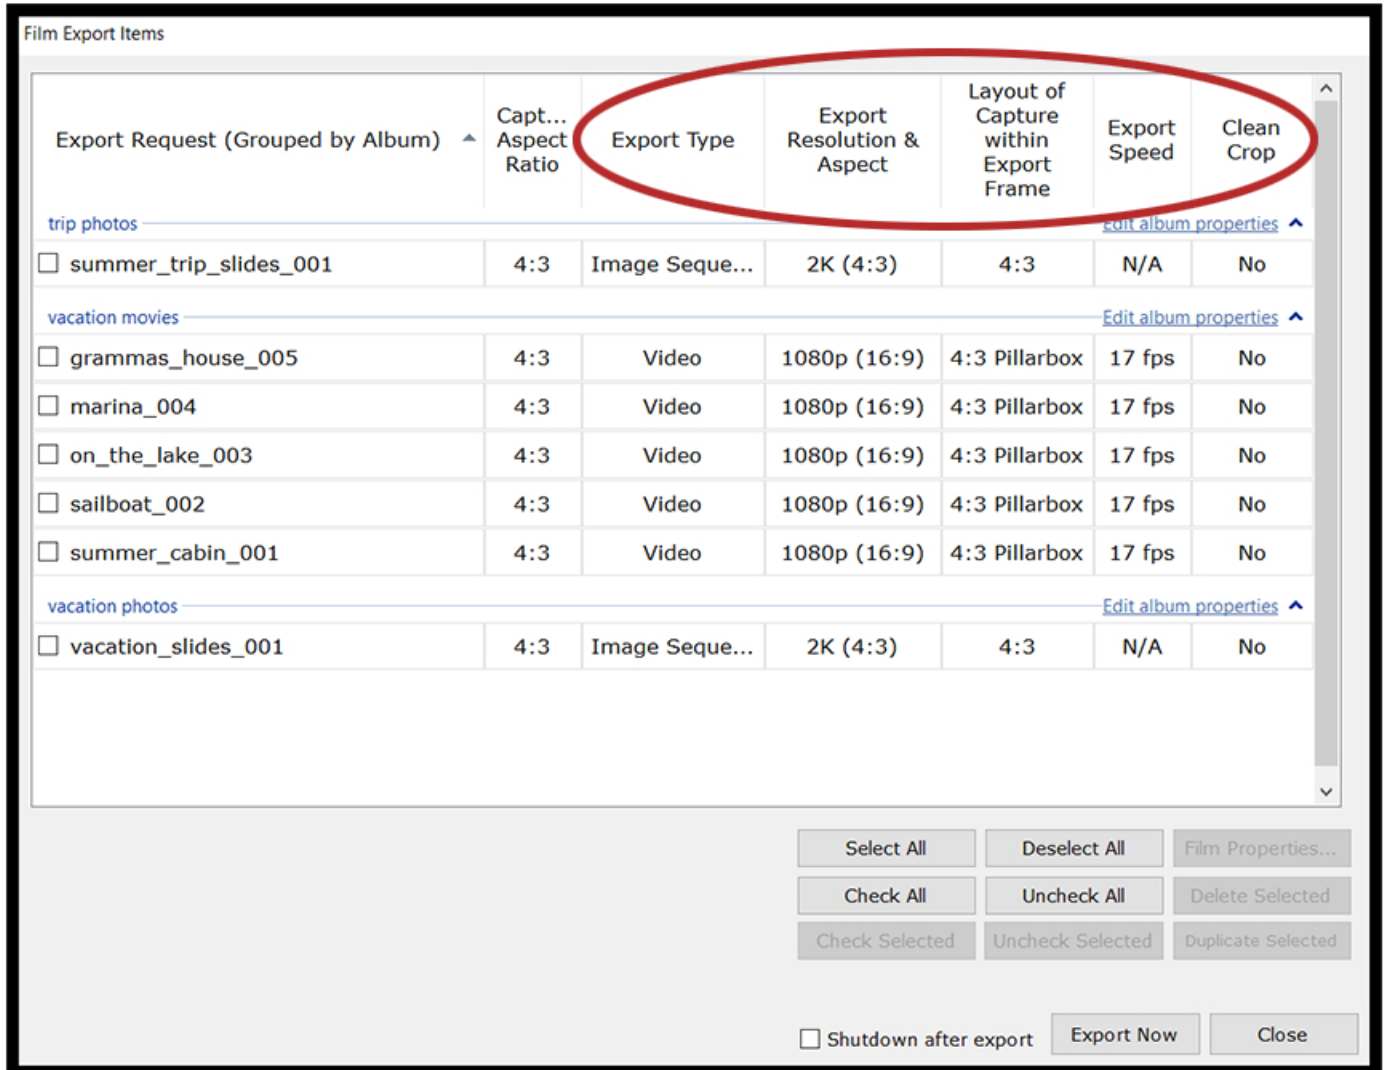 Film Export Items
Export Request (Grouped by Album)
Capt...
Aspect
Ratio
Export Type
Export
Resolution &
Aspect
Layout of
Capture
within
Export
Frame
Export
Speed
Clean
Crop
trip photos Edit album properties
summer_trip_slides_001 4:3 Image Seque... 2K (4:3) 4:3 N/A No
vacation movies Edit album properties
grammas_house_005 4:3 Video 1080p (16:9) 4:3 Pillarbox 17 fps No
marina_004 4:3 Video 1080p (16:9) 4:3 Pillarbox 17 fps No
on_the_lake_003 4:3 Video 1080p (16:9) 4:3 Pillarbox 17 fps No
sailboat_002 4:3 Video 1080p (16:9) 4:3 Pillarbox 17 fps No
summer_cabin_001 4:3 Video 1080p (16:9) 4:3 Pillarbox 17 fps No
vacation photos Edit album properties
vacation_slides_001 4:3 Image Seque... 2K (4:3) 4:3 N/A No
Select All Deselect All Film Properties...
Check All Uncheck All Delete Selected
Check Selected Uncheck Selected Duplicate Selected
Shutdown after export Export Now Close